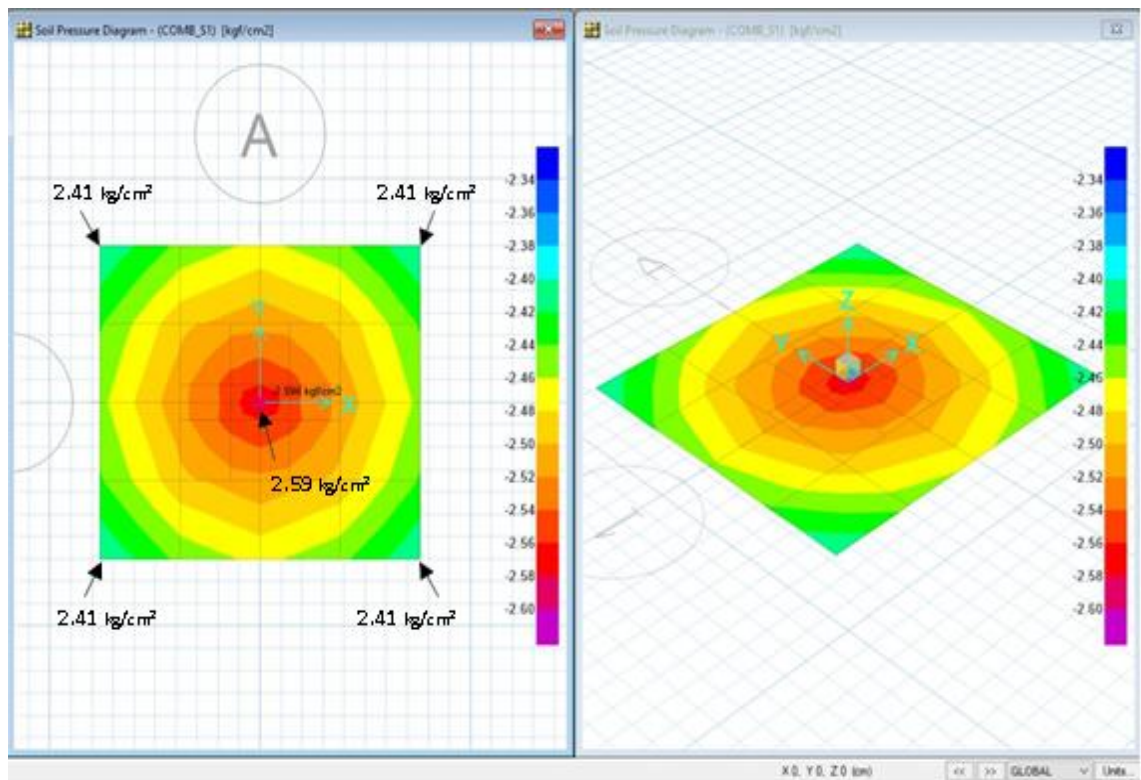 Soil Pressure Diagram - (COMB_S1) [kgf/cm2]
A
2.41 kg/cm²
2.41 kg/cm²
Y
X
2.59 kg/cm²
2.41 kg/cm²
2.41 kg/cm²
-2.34
-2.36
-2.38
-2.40
-2.42
-2.44
-2.46
-2.48
-2.50
-2.52
-2.54
-2.56
-2.58
-2.60
Soil Pressure Diagram - (COMB_S1) [kgf/cm2]
A
Z
Y
X
1
-2.34
-2.36
-2.38
-2.40
-2.42
-2.44
-2.46
-2.48
-2.50
-2.52
-2.54
-2.56
-2.58
-2.60
X 0, Y 0, Z 0 (cm)
<<
>>
GLOBAL
Units...